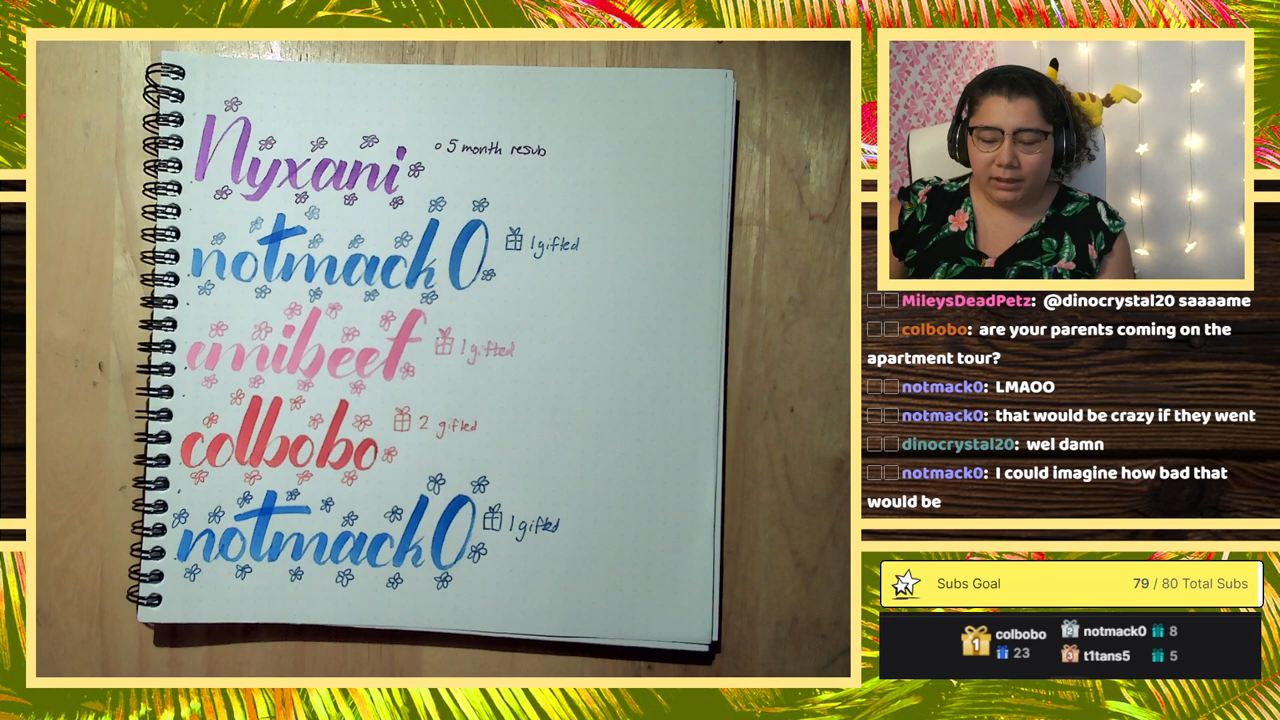 Nyxani
5 month resub
notmack0
1 gifted
imibeef
1 gifted
colbobo
2 gifted
notmack0
1 gifted
MileysDeadPetz: @dinocrystal20 saaaame
colbobo: are your parents coming on the
apartment tour?
notmack0: LMAOO
notmack0: that would be crazy if they went
dinocrystal20: wel damn
notmack0: I could imagine how bad that
would be
Subs Goal
79 / 80 Total Subs
1 colbobo 23
2 notmack0 8
3 t1tans5 5